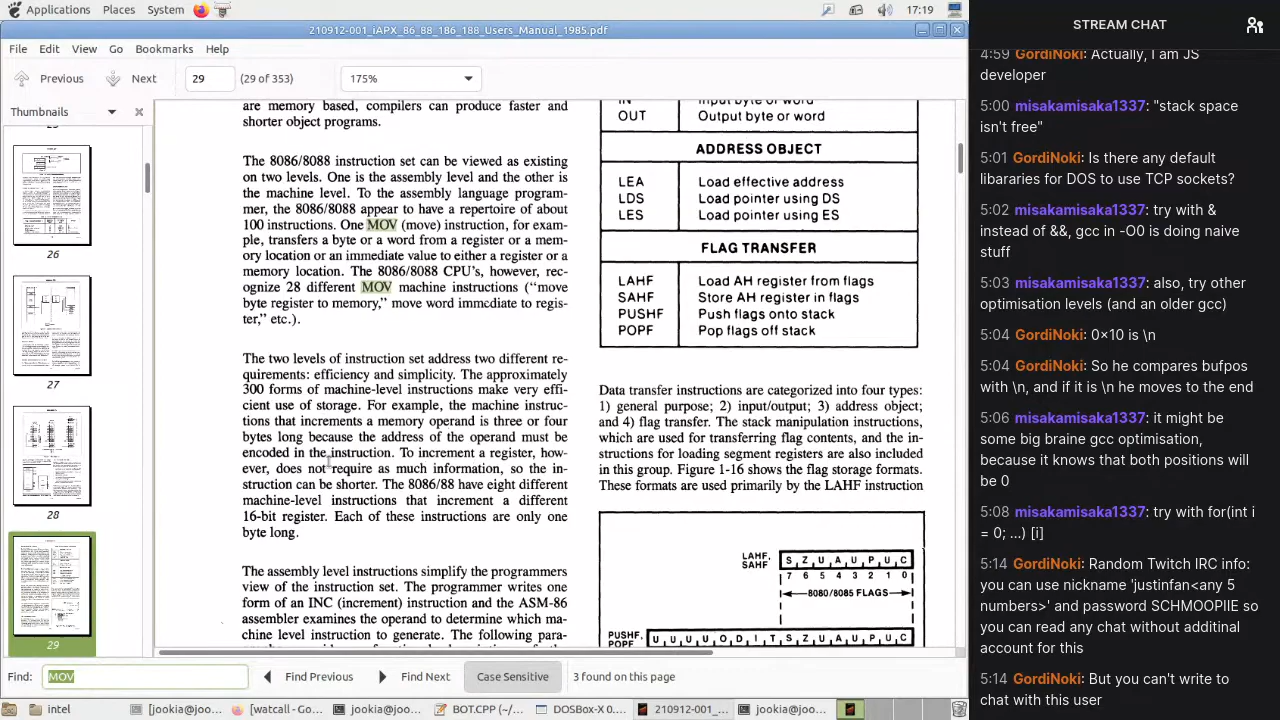 Applications Places System 17:19
210912-001_iAPX_86_88_186_188_Users_Manual_1985.pdf
File Edit View Go Bookmarks Help
Previous Next 29 (29 of 353) 175%
Thumbnails
26
27
28
29
are memory based, compilers can produce faster and
shorter object programs.
The 8086/8088 instruction set can be viewed as existing
on two levels. One is the assembly level and the other is
the machine level. To the assembly language program-
mer, the 8086/8088 appear to have a repertoire of about
100 instructions. One MOV (move) instruction, for exam-
ple, transfers a byte or a word from a register or a mem-
ory location or an immediate value to either a register or a
memory location. The 8086/8088 CPU's, however, rec-
ognize 28 different MOV machine instructions (“move
byte register to memory,” move word immediate to regis-
ter,” etc.).
The two levels of instruction set address two different re-
quirements: efficiency and simplicity. The approximately
300 forms of machine-level instructions make very effi-
cient use of storage. For example, the machine instruc-
tions that increments a memory operand is three or four
bytes long because the address of the operand must be
encoded in the instruction. To increment a register, how-
ever, does not require as much information, so the in-
struction can be shorter. The 8086/88 have eight different
machine-level instructions that increment a different
16-bit register. Each of these instructions are only one
byte long.
The assembly level instructions simplify the programmers
view of the instruction set. The programmer writes one
form of an INC (increment) instruction and the ASM-86
assembler examines the operand to determine which ma-
chine level instruction to generate. The following para-
IN Input byte or word
OUT Output byte or word
ADDRESS OBJECT
LEA Load effective address
LDS Load pointer using DS
LES Load pointer using ES
FLAG TRANSFER
LAHF Load AH register from flags
SAHF Store AH register in flags
PUSHF Push flags onto stack
POPF Pop flags off stack
Data transfer instructions are categorized into four types:
1) general purpose; 2) input/output; 3) address object;
and 4) flag transfer. The stack manipulation instructions,
which are used for transferring flag contents, and the in-
structions for loading segment registers are also included
in this group. Figure 1-16 shows the flag storage formats.
These formats are used primarily by the LAHF instruction
LAHF, SAHF S Z U A U P U C
7 6 5 4 3 2 1 0
8080/8085 FLAGS
PUSHF, POPF U U U U O D I T S Z U A U P U C
Find: MOV Find Previous Find Next Case Sensitive 3 found on this page
intel [jookia@joo... [watcall - Go... jookia@joo... BOT.CPP (~/... DOSBox-X 0.... 210912-001_... jookia@joo...
STREAM CHAT
4:59 GordiNoki: Actually, I am JS
developer
5:00 misakamisaka1337: "stack space
isn't free"
5:01 GordiNoki: Is there any default
libararies for DOS to use TCP sockets?
5:02 misakamisaka1337: try with &
instead of &&, gcc in -O0 is doing naive
stuff
5:03 misakamisaka1337: also, try other
optimisation levels (and an older gcc)
5:04 GordiNoki: 0x10 is \n
5:04 GordiNoki: So he compares bufpos
with \n, and if it is \n he moves to the end
5:06 misakamisaka1337: it might be
some big braine gcc optimisation,
because it knows that both positions will
be 0
5:08 misakamisaka1337: try with for(int i
= 0; ...) [i]
5:14 GordiNoki: Random Twitch IRC info:
you can use nickname 'justinfan<any 5
numbers>' and password SCHMOOPIIE so
you can read any chat without additinal
account for this
5:14 GordiNoki: But you can't write to
chat with this user